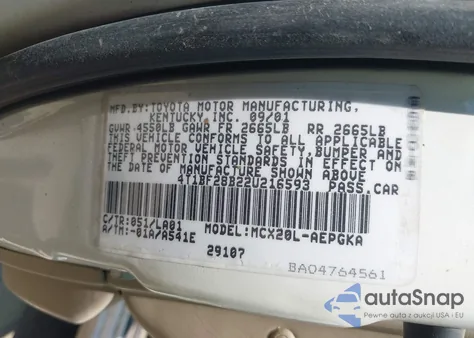 MFD.BY:TOYOTA MOTOR MANUFACTURING,
KENTUCKY, INC. 09/01
GVWR 4550LB GAWR FR 2665LB RR 2665LB
THIS VEHICLE CONFORMS TO ALL APPLICABLE
FEDERAL MOTOR VEHICLE SAFETY,BUMPER AND
THEFT PREVENTION STANDARDS IN EFFECT ON
THE DATE OF MANUFACTURE SHOWN ABOVE
4T1BF28B22U216593 PASS.CAR
C/TR:051/LA01 MODEL:MCX20L-AEPGKA
A/TM:-01A/A541E
29107
BA04764561
autoSnap
Pewne auta z aukcji USA i EU